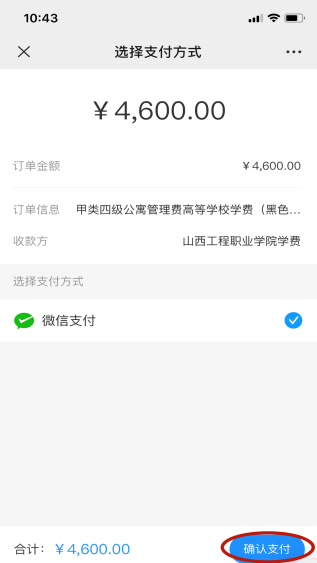 10:43
选择支付方式
¥4,600.00
订单金额 ¥4,600.00
订单信息 甲类四级公寓管理费高等学校学费（黑色...
收款方 山西工程职业学院学费
选择支付方式
微信支付
合计：¥4,600.00 确认支付